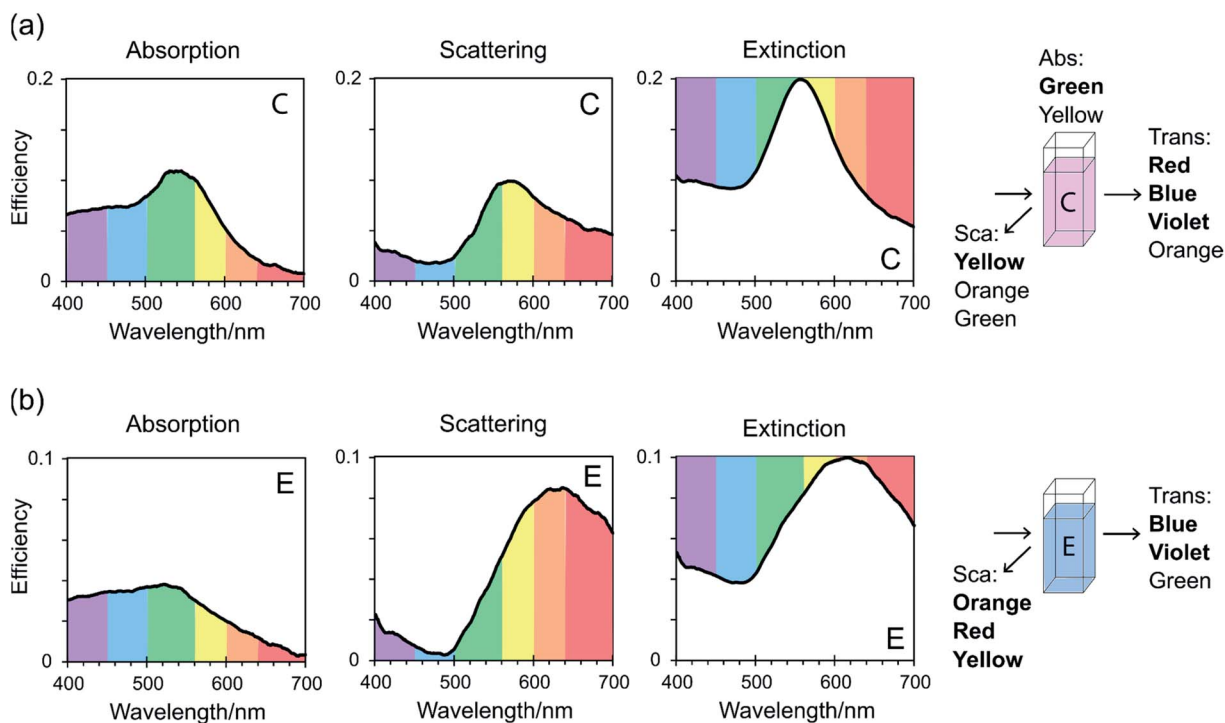 (a)
Absorption
Scattering
Extinction
Efficiency
0.2
0
C
400 500 600 700
Wavelength/nm
0.2
0
C
400 500 600 700
Wavelength/nm
0.2
0
C
400 500 600 700
Wavelength/nm
Abs:
Green
Yellow
C
Sca:
Yellow
Orange
Green
Trans:
Red
Blue
Violet
Orange
(b)
Absorption
Scattering
Extinction
Efficiency
0.1
0
E
400 500 600 700
Wavelength/nm
0.1
0
E
400 500 600 700
Wavelength/nm
0.1
0
E
400 500 600 700
Wavelength/nm
E
Sca:
Orange
Red
Yellow
Trans:
Blue
Violet
Green